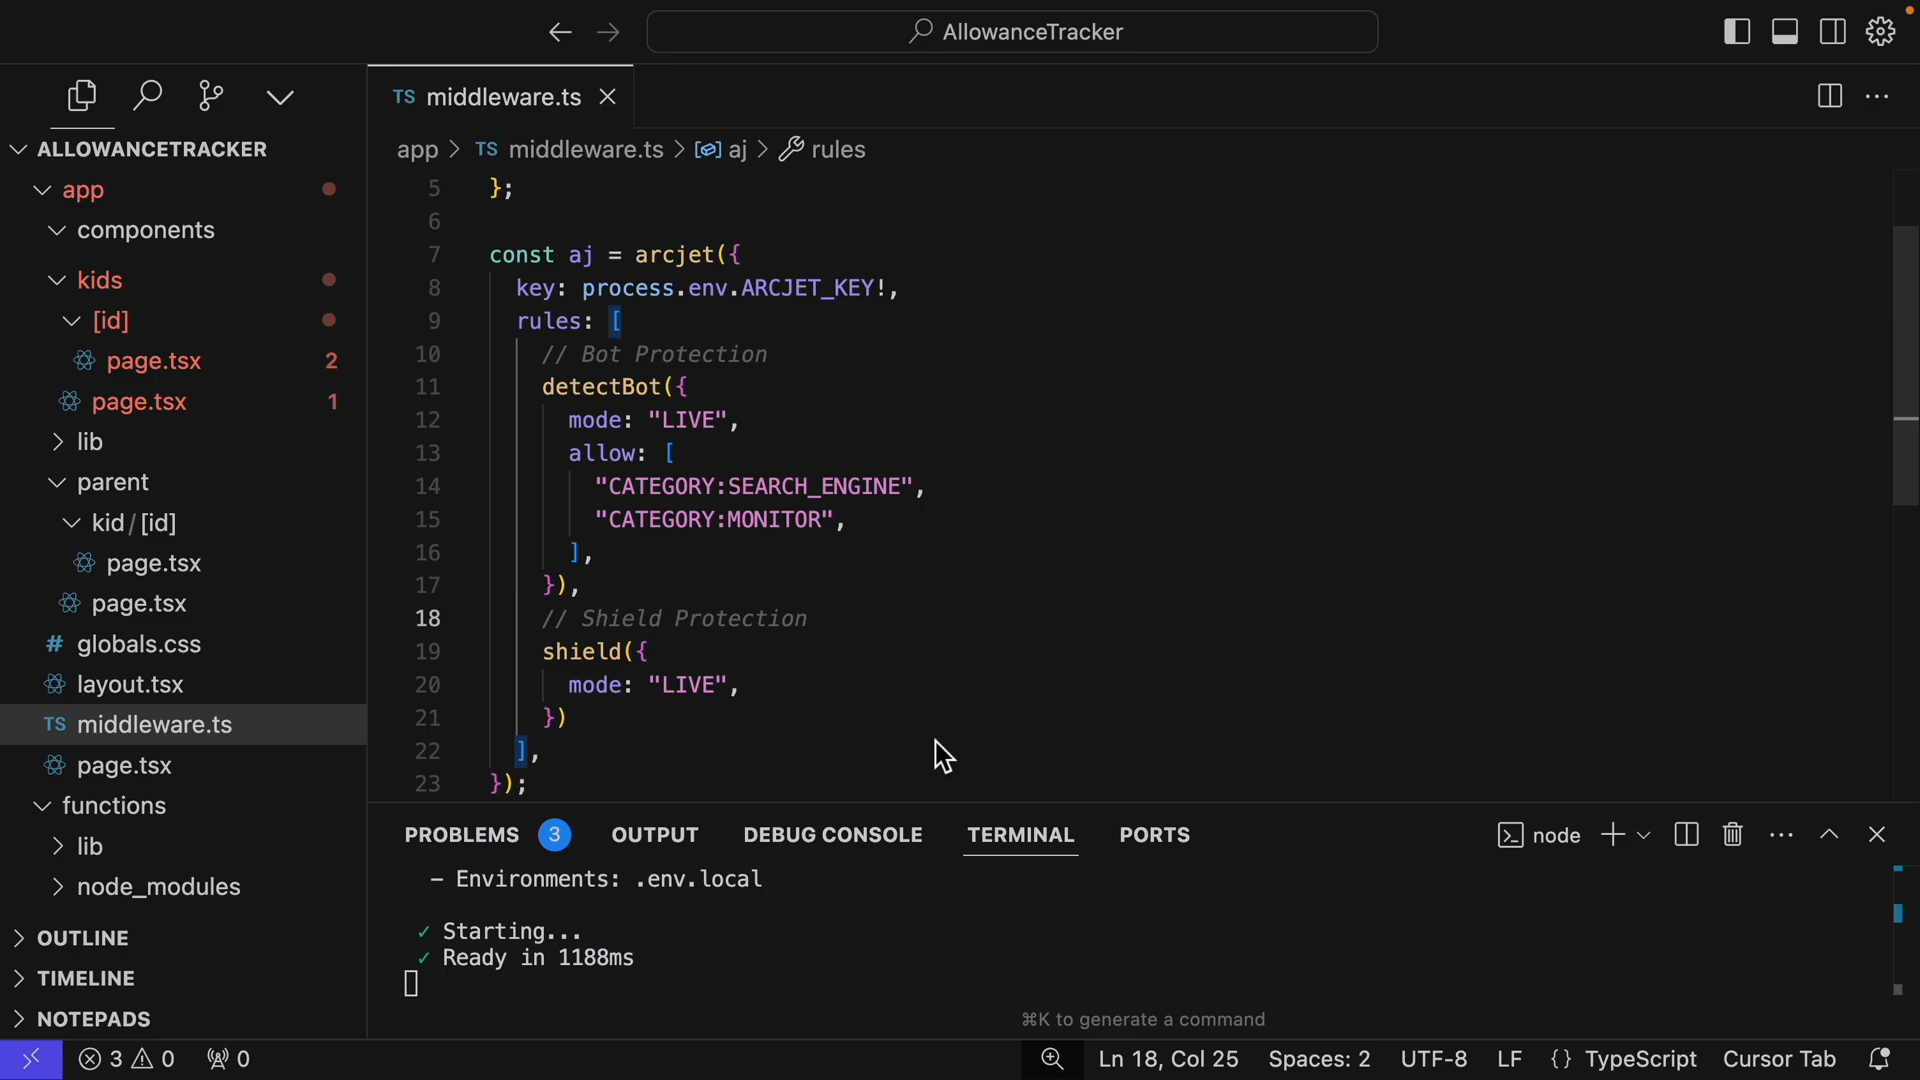 AllowanceTracker
TS middleware.ts
ALLOWANCETRACKER
app
components
kids
[id]
page.tsx 2
page.tsx 1
lib
parent
kid/[id]
page.tsx
page.tsx
# globals.css
layout.tsx
TS middleware.ts
page.tsx
functions
lib
node_modules
OUTLINE
TIMELINE
NOTEPADS
app > TS middleware.ts > aj > rules
5 };
6
7 const aj = arcjet({
8 key: process.env.ARCJET_KEY!,
9 rules: [
10 // Bot Protection
11 detectBot({
12 mode: "LIVE",
13 allow: [
14 "CATEGORY:SEARCH_ENGINE",
15 "CATEGORY:MONITOR",
16 ],
17 }),
18 // Shield Protection
19 shield({
20 mode: "LIVE",
21 })
22 ],
23 });
PROBLEMS 3 OUTPUT DEBUG CONSOLE TERMINAL PORTS node
- Environments: .env.local
✓ Starting...
✓ Ready in 1188ms
⌘K to generate a command
3 0 0 Ln 18, Col 25 Spaces: 2 UTF-8 LF {} TypeScript Cursor Tab